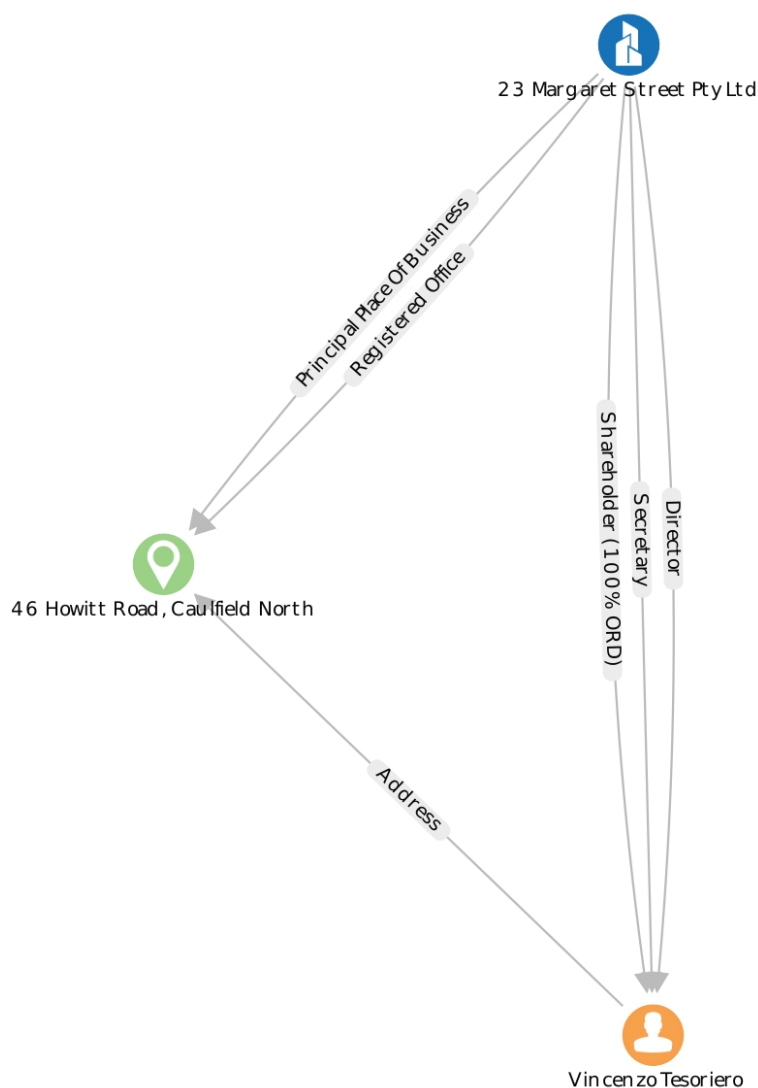 23 Margaret Street Pty Ltd
Principal Place Of Business
Registered Office
Shareholder (100% ORD)
Secretary
Director
46 Howitt Road, Caulfield North
Address
Vincenzo Tesoriero